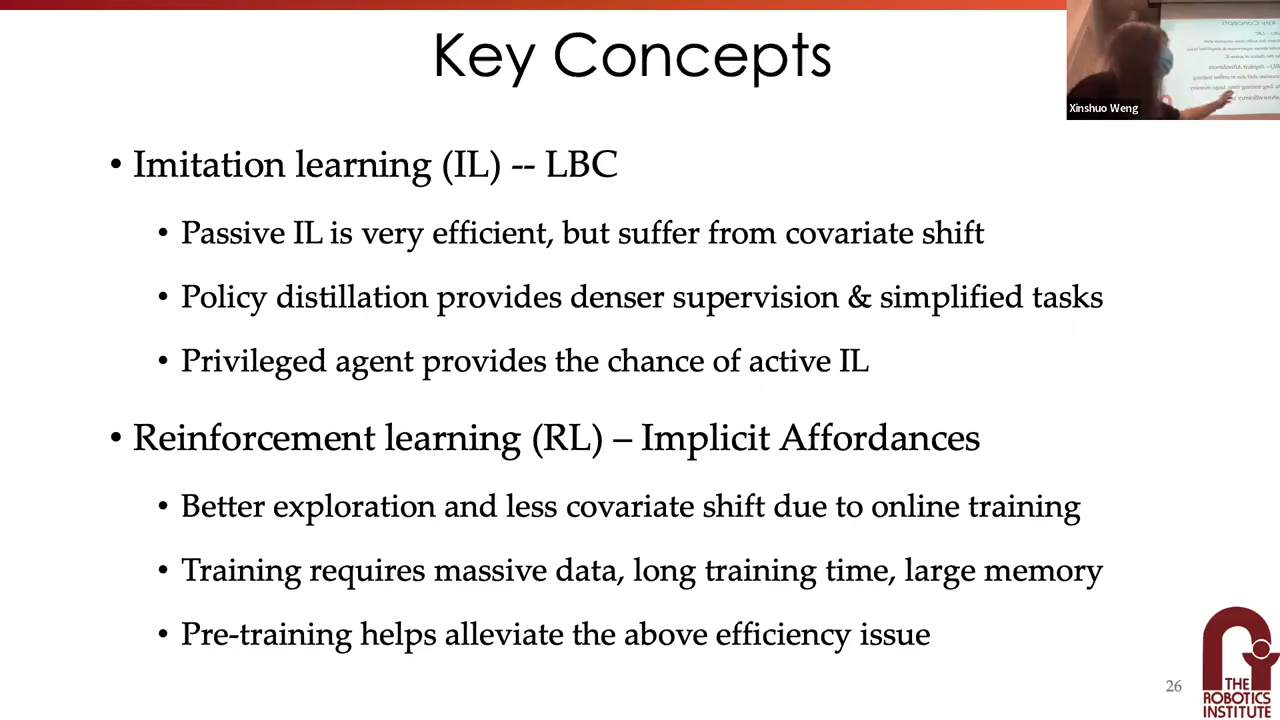 Key Concepts
Xinshuo Weng
• Imitation learning (IL) -- LBC
• Passive IL is very efficient, but suffer from covariate shift
• Policy distillation provides denser supervision & simplified tasks
• Privileged agent provides the chance of active IL
• Reinforcement learning (RL) – Implicit Affordances
• Better exploration and less covariate shift due to online training
• Training requires massive data, long training time, large memory
• Pre-training helps alleviate the above efficiency issue
26
THE
ROBOTICS
INSTITUTE